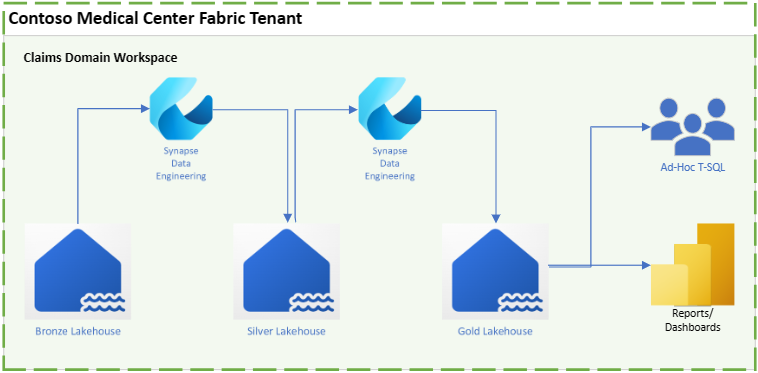 Contoso Medical Center Fabric Tenant
Claims Domain Workspace
Synapse
Data
Engineering
Synapse
Data
Engineering
Ad-Hoc T-SQL
Bronze Lakehouse
Silver Lakehouse
Gold Lakehouse
Reports/
Dashboards